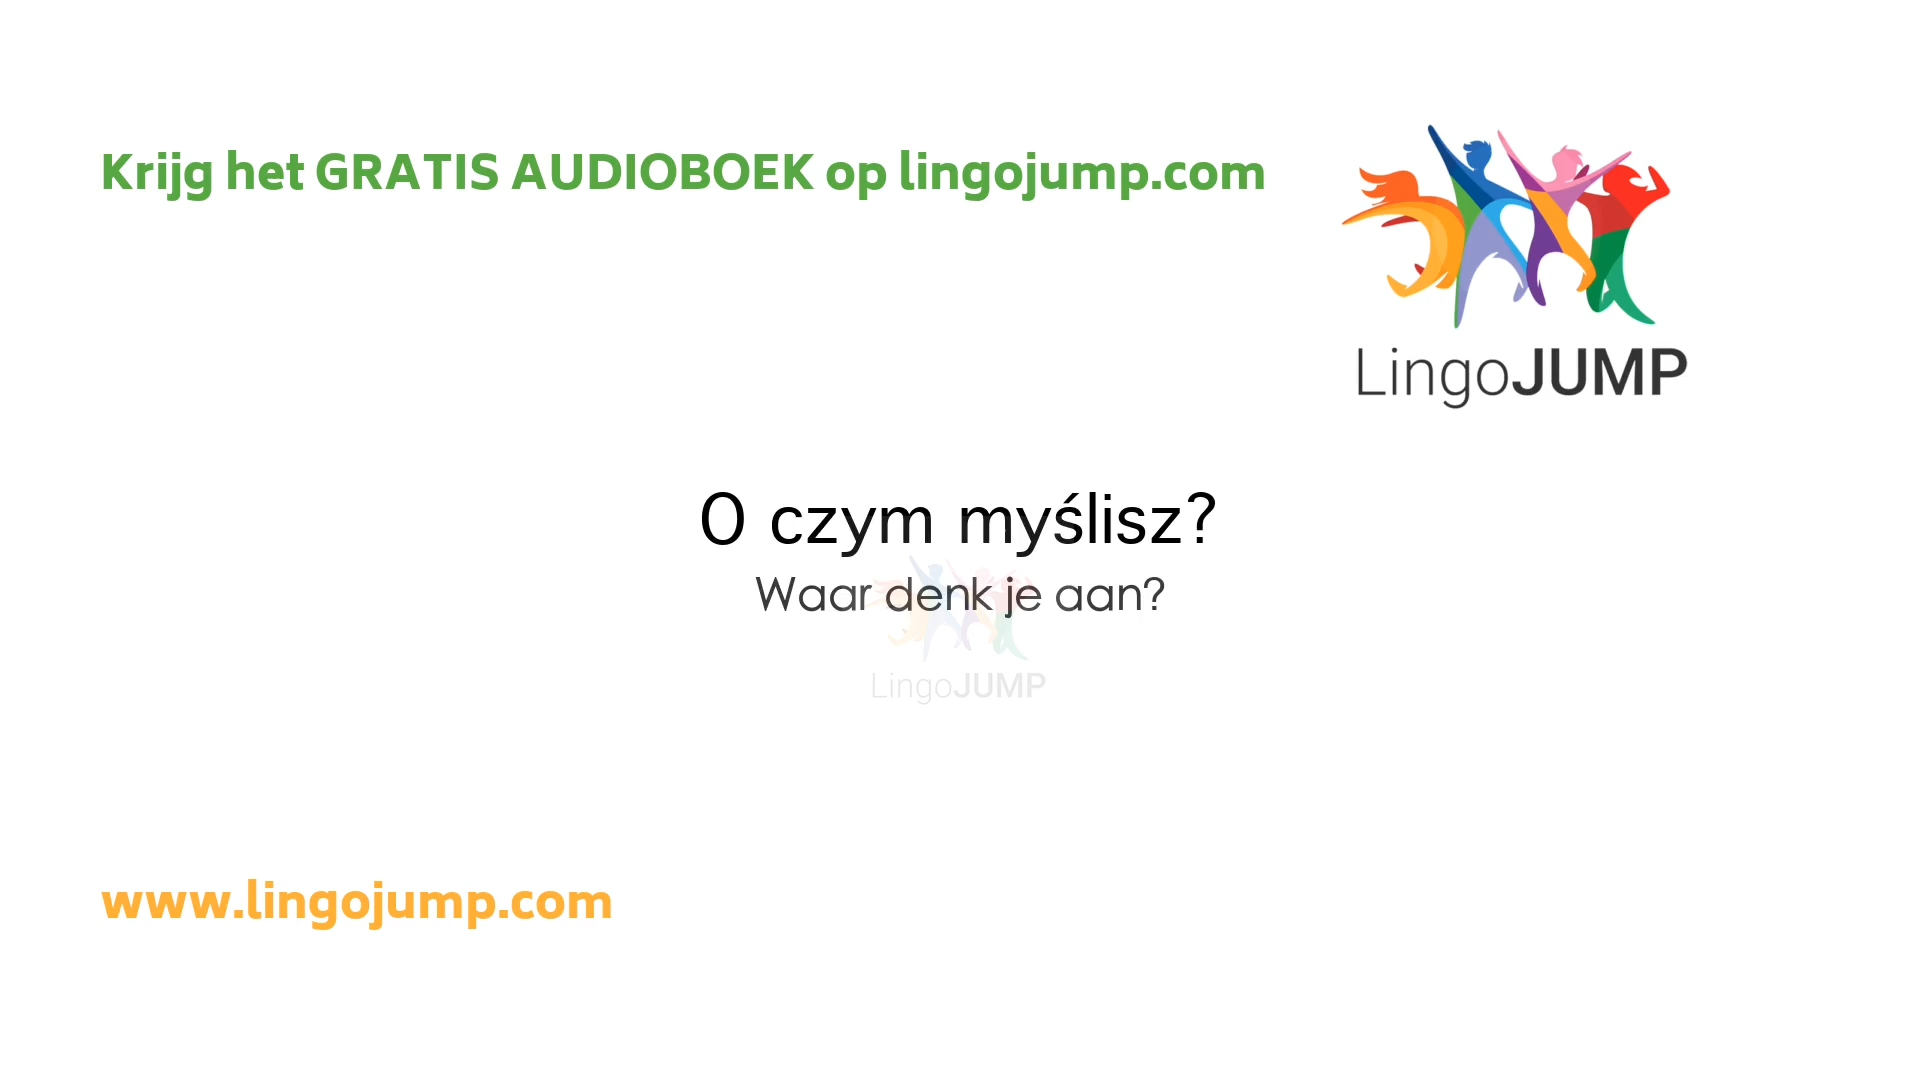 Krijg het GRATIS AUDIOBOEK op lingojump.com
LingoJUMP
O czym myślisz?
Waar denk je aan?
LingoJUMP
www.lingojump.com